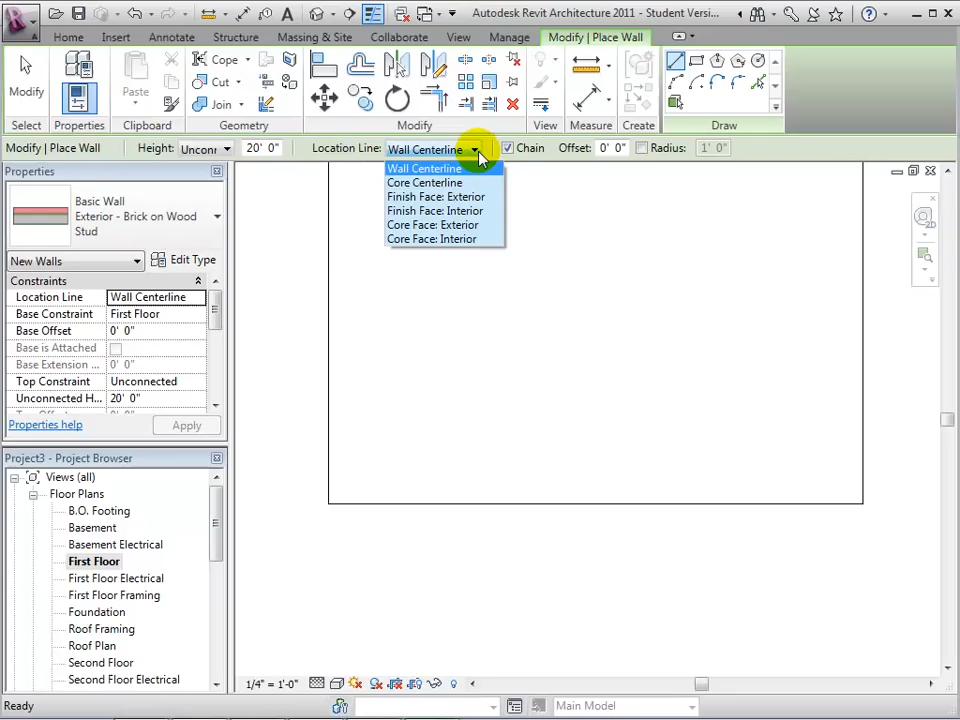 Autodesk Revit Architecture 2011 - Student Versi...
Home Insert Annotate Structure Massing & Site Collaborate View Manage Modify | Place Wall
Modify Paste Cope Cut Join
Select Properties Clipboard Geometry Modify View Measure Create Draw
Modify | Place Wall Height: Unconr 20' 0" Location Line: Wall Centerline Chain Offset: 0' 0" Radius: 1' 0"
Wall Centerline
Core Centerline
Finish Face: Exterior
Finish Face: Interior
Core Face: Exterior
Core Face: Interior
Properties
Basic Wall
Exterior - Brick on Wood
Stud
New Walls Edit Type
Constraints
Location Line Wall Centerline
Base Constraint First Floor
Base Offset 0' 0"
Base is Attached
Base Extension ... 0' 0"
Top Constraint Unconnected
Unconnected H... 20' 0"
Properties help Apply
Project3 - Project Browser
Views (all)
Floor Plans
B.O. Footing
Basement
Basement Electrical
First Floor
First Floor Electrical
First Floor Framing
Foundation
Roof Framing
Roof Plan
Second Floor
Second Floor Electrical
2D
1/4" = 1'-0"
Ready Main Model